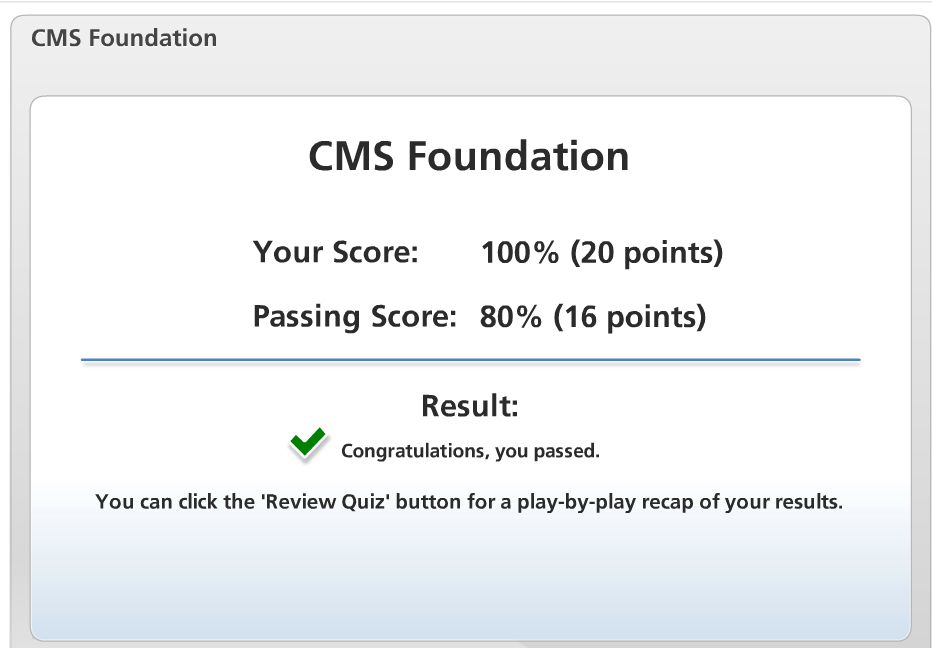 CMS Foundation
CMS Foundation
Your Score: 100% (20 points)
Passing Score: 80% (16 points)
Result:
Congratulations, you passed.
You can click the 'Review Quiz' button for a play-by-play recap of your results.